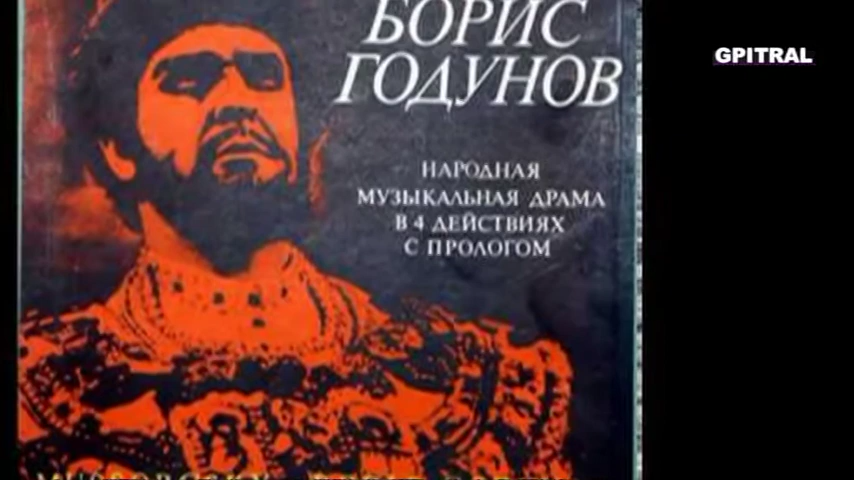 БОРИС
ГОДУНОВ
GPITRAL
НАРОДНАЯ
МУЗЫКАЛЬНАЯ ДРАМА
В 4 ДЕЙСТВИЯХ
С ПРОЛОГОМ